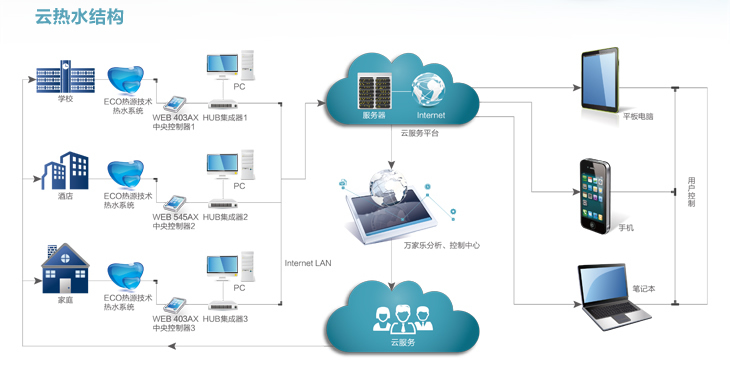 云热水结构
学校
ECO热源技术
热水系统
WEB 403AX
中央控制器1
PC
HUB集成器1
酒店
ECO热源技术
热水系统
WEB 545AX
中央控制器2
PC
HUB集成器2
家庭
ECO热源技术
热水系统
WEB 403AX
中央控制器3
PC
HUB集成器3
Internet LAN
服务器
Internet
云服务平台
万家乐分析、控制中心
云服务
平板电脑
手机
笔记本
用户控制